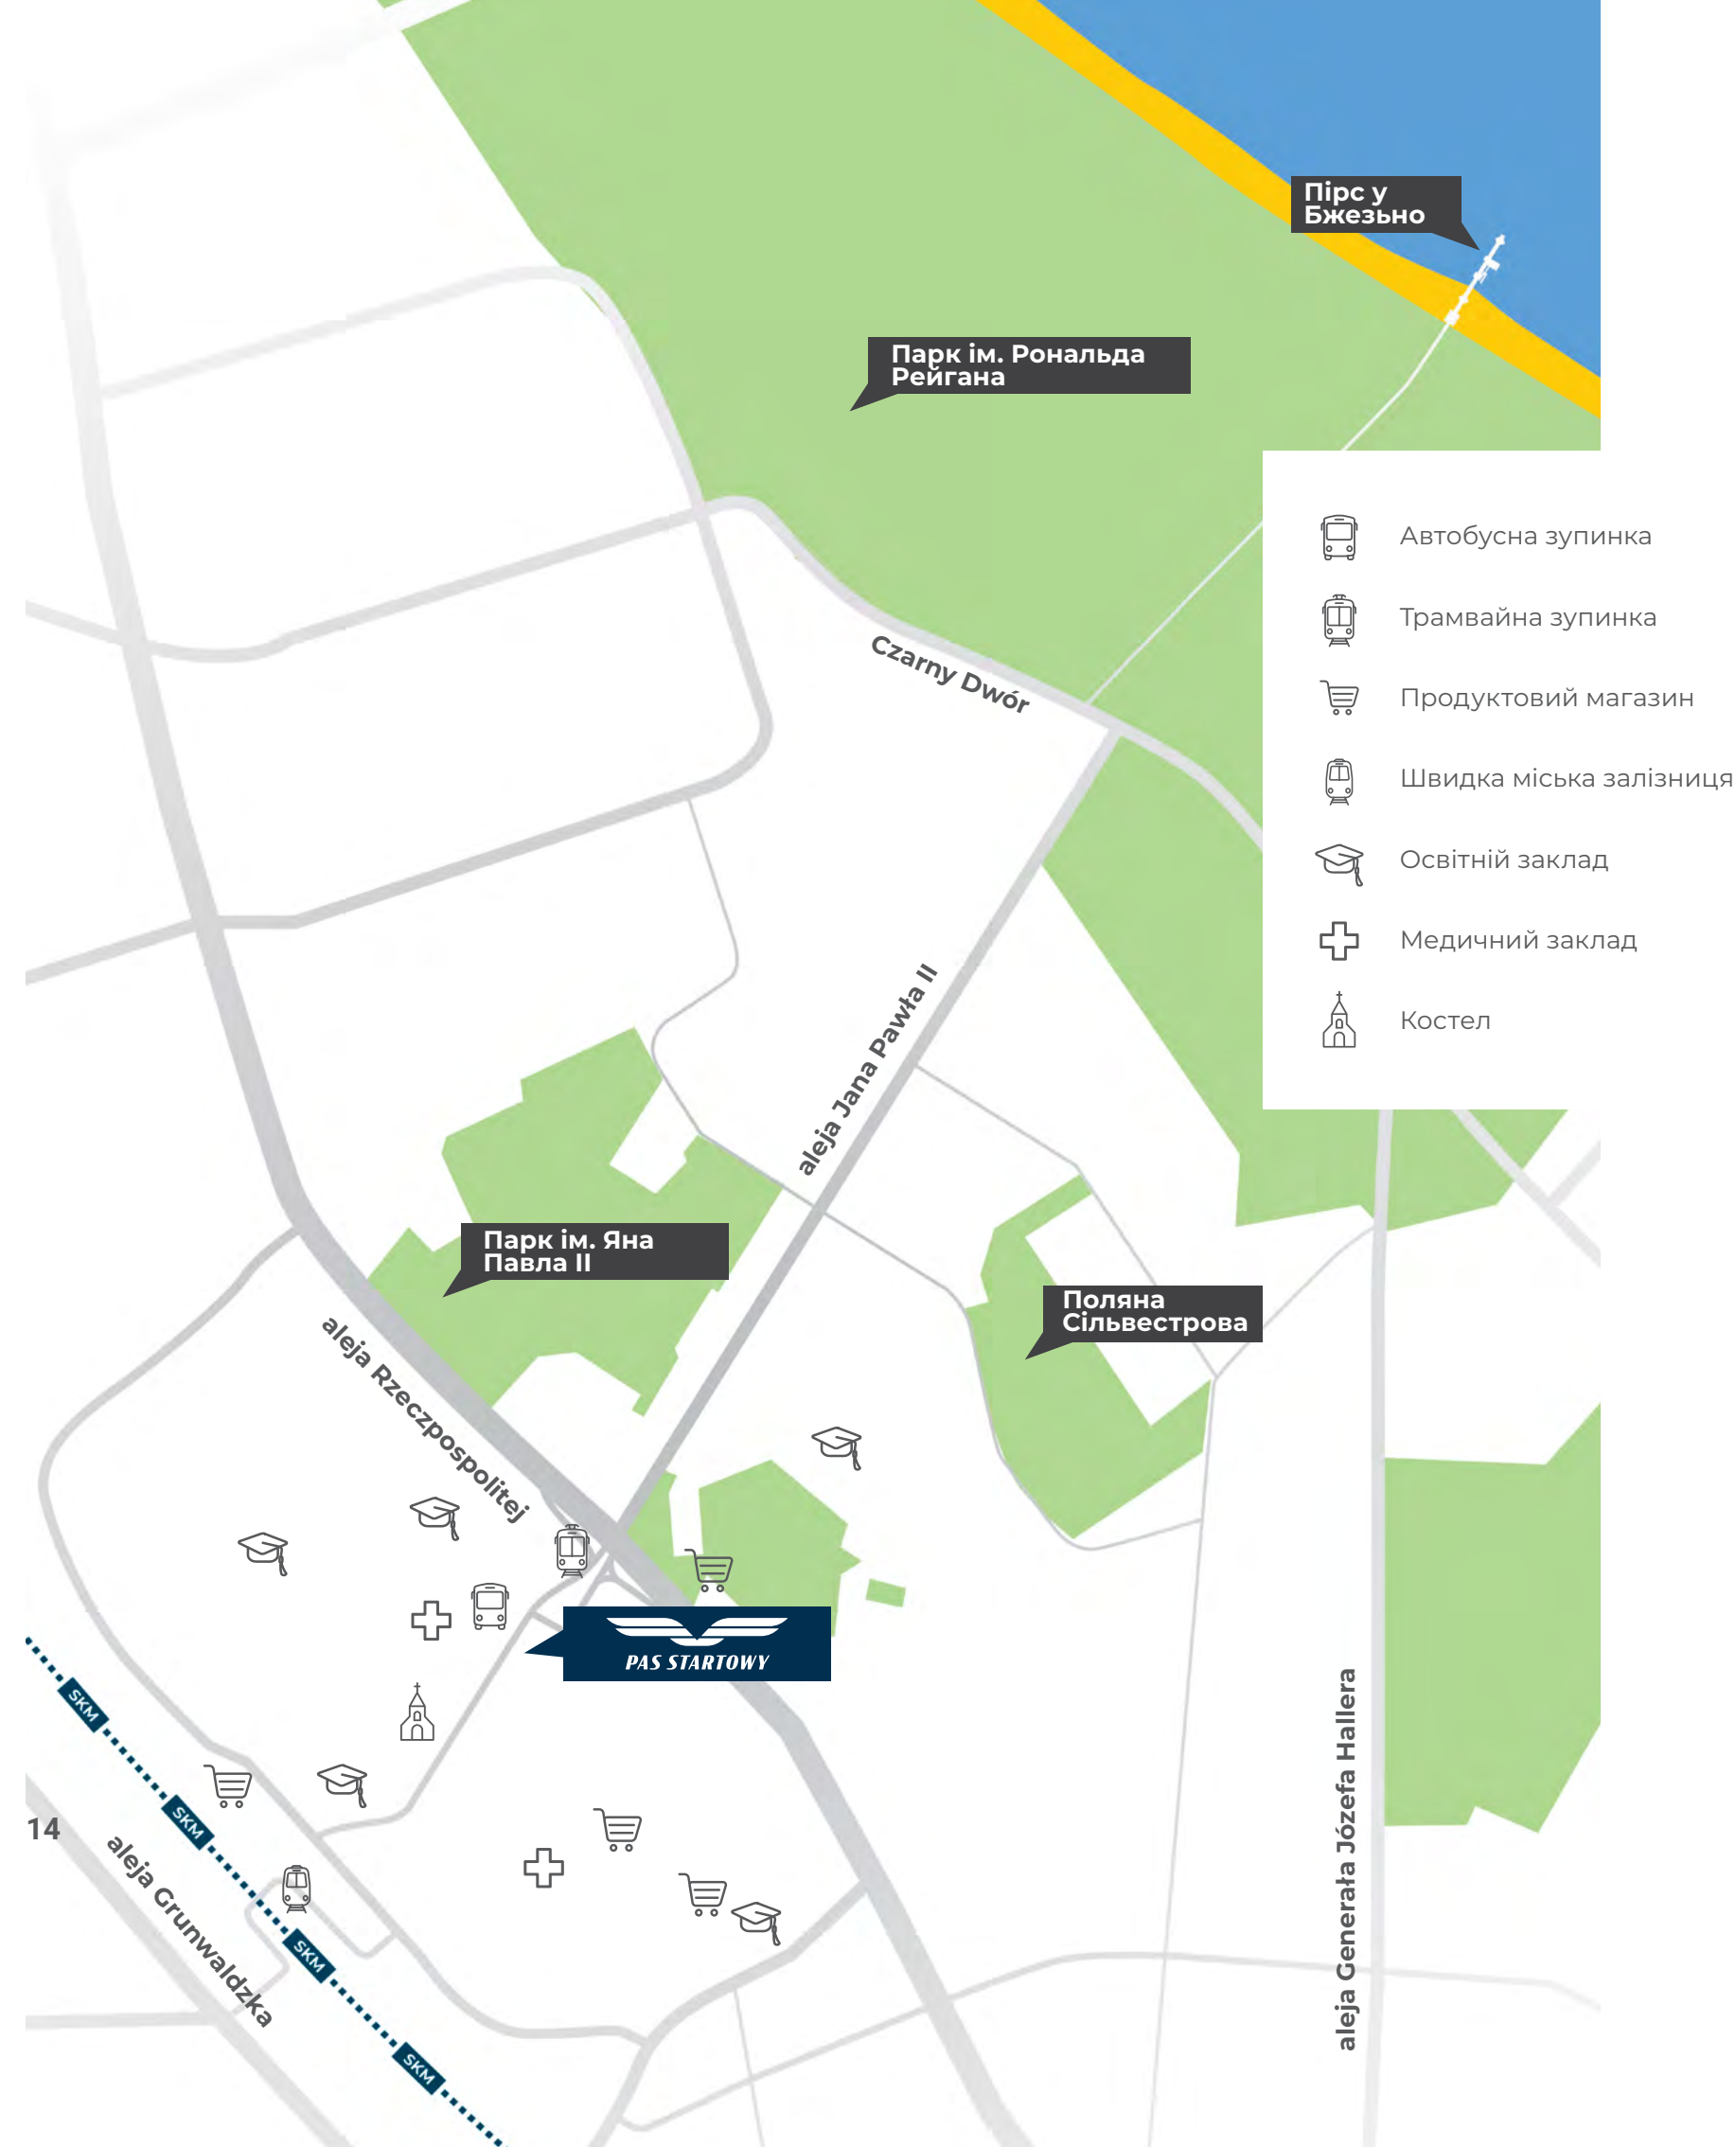 Пірс у
Бжезьно
Парк ім. Рональда
Рейгана
Автобусна зупинка
Трамвайна зупинка
Czarny Dwór
Продуктовий магазин
Швидка міська залізниця
Освітній заклад
Медичний заклад
Костел
aleja Jana Pawła II
Парк ім. Яна
Павла II
Поляна
Сільвестрова
aleja Rzeczpospolitej
PAS STARTOWY
SKM
SKM
14
aleja Grunwaldzka
SKM
SKM
aleja Generała Józefa Hallera